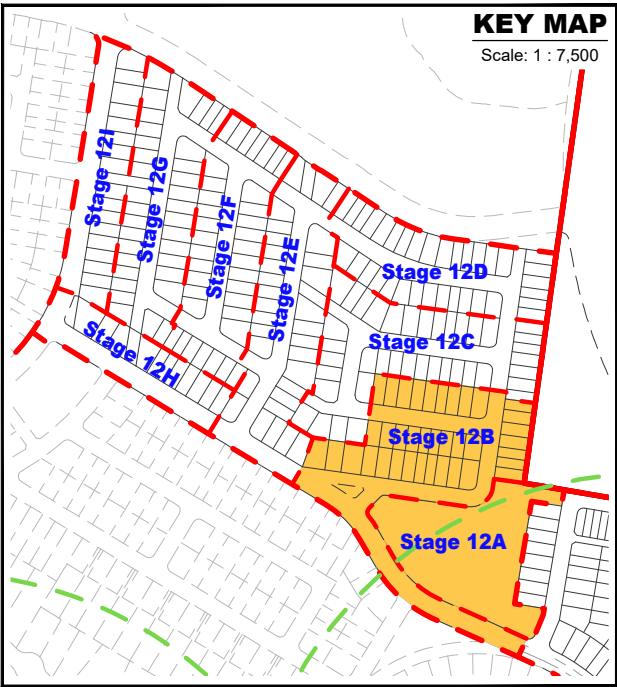 KEY MAP
Scale: 1 : 7,500
Stage 12I
Stage 12G
Stage 12F
Stage 12E
Stage 12D
Stage 12C
Stage 12H
Stage 12B
Stage 12A